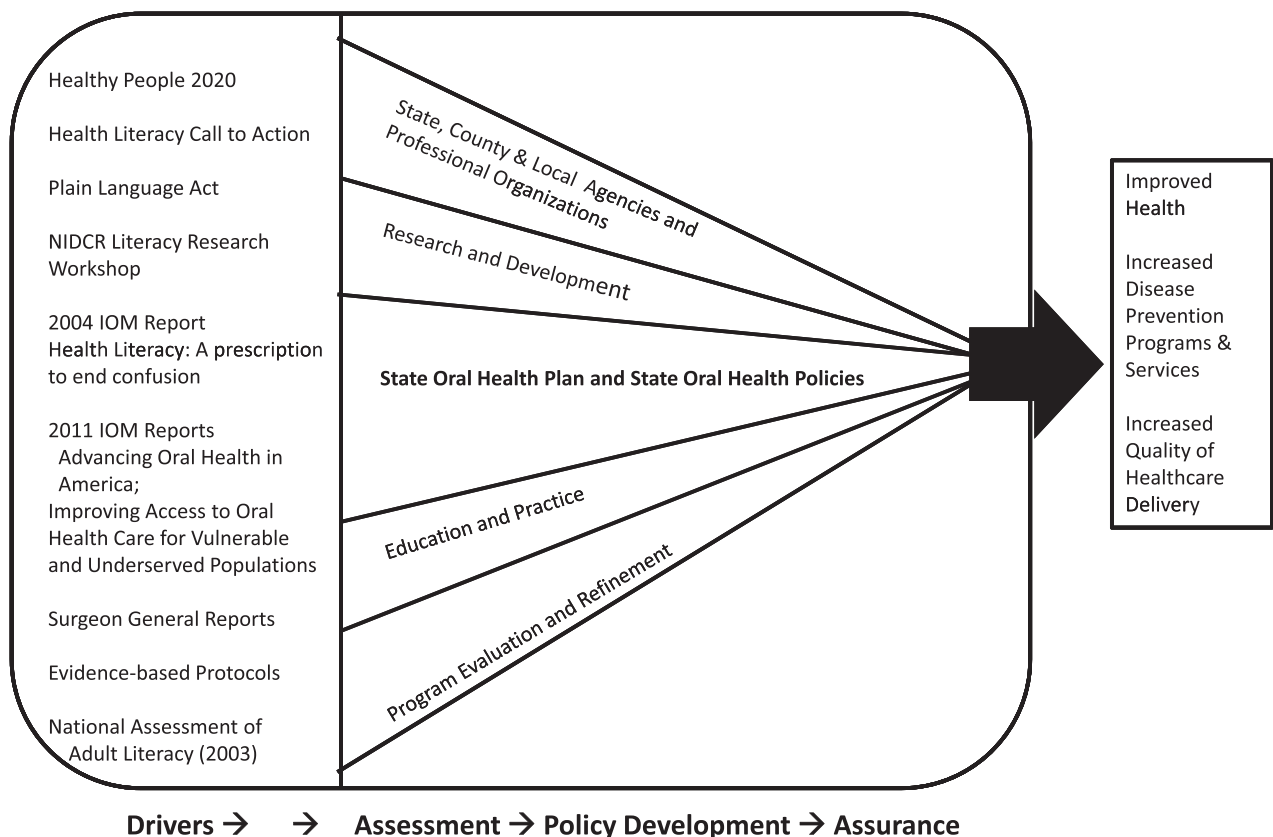 Healthy People 2020
Health Literacy Call to Action
Plain Language Act
NIDCR Literacy Research
Workshop
2004 IOM Report
Health Literacy: A prescription
to end confusion
2011 IOM Reports
Advancing Oral Health in
America;
Improving Access to Oral
Health Care for Vulnerable
and Underserved Populations
Surgeon General Reports
Evidence-based Protocols
National Assessment of
Adult Literacy (2003)
State, County & Local Agencies and
Professional Organizations
Research and Development
State Oral Health Plan and State Oral Health Policies
Education and Practice
Program Evaluation and Refinement
Improved
Health
Increased
Disease
Prevention
Programs &
Services
Increased
Quality of
Healthcare
Delivery
Drivers → → Assessment → Policy Development → Assurance